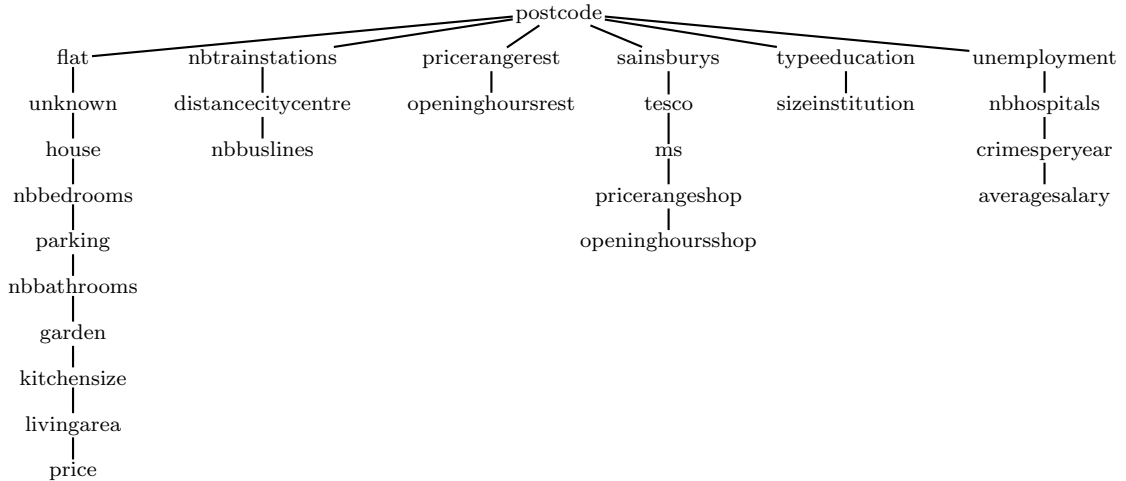 postcode
flat nbtrainstations pricerangerest sainsburys typeeducation unemployment
unknown distancecitycentre openinghoursrest tesco sizeinstitution nbhospitals
house nbbuslines ms crimesperyear
nbbedrooms pricerangeshop averagesalary
parking openinghoursshop
nbbathrooms
garden
kitchensize
livingarea
price